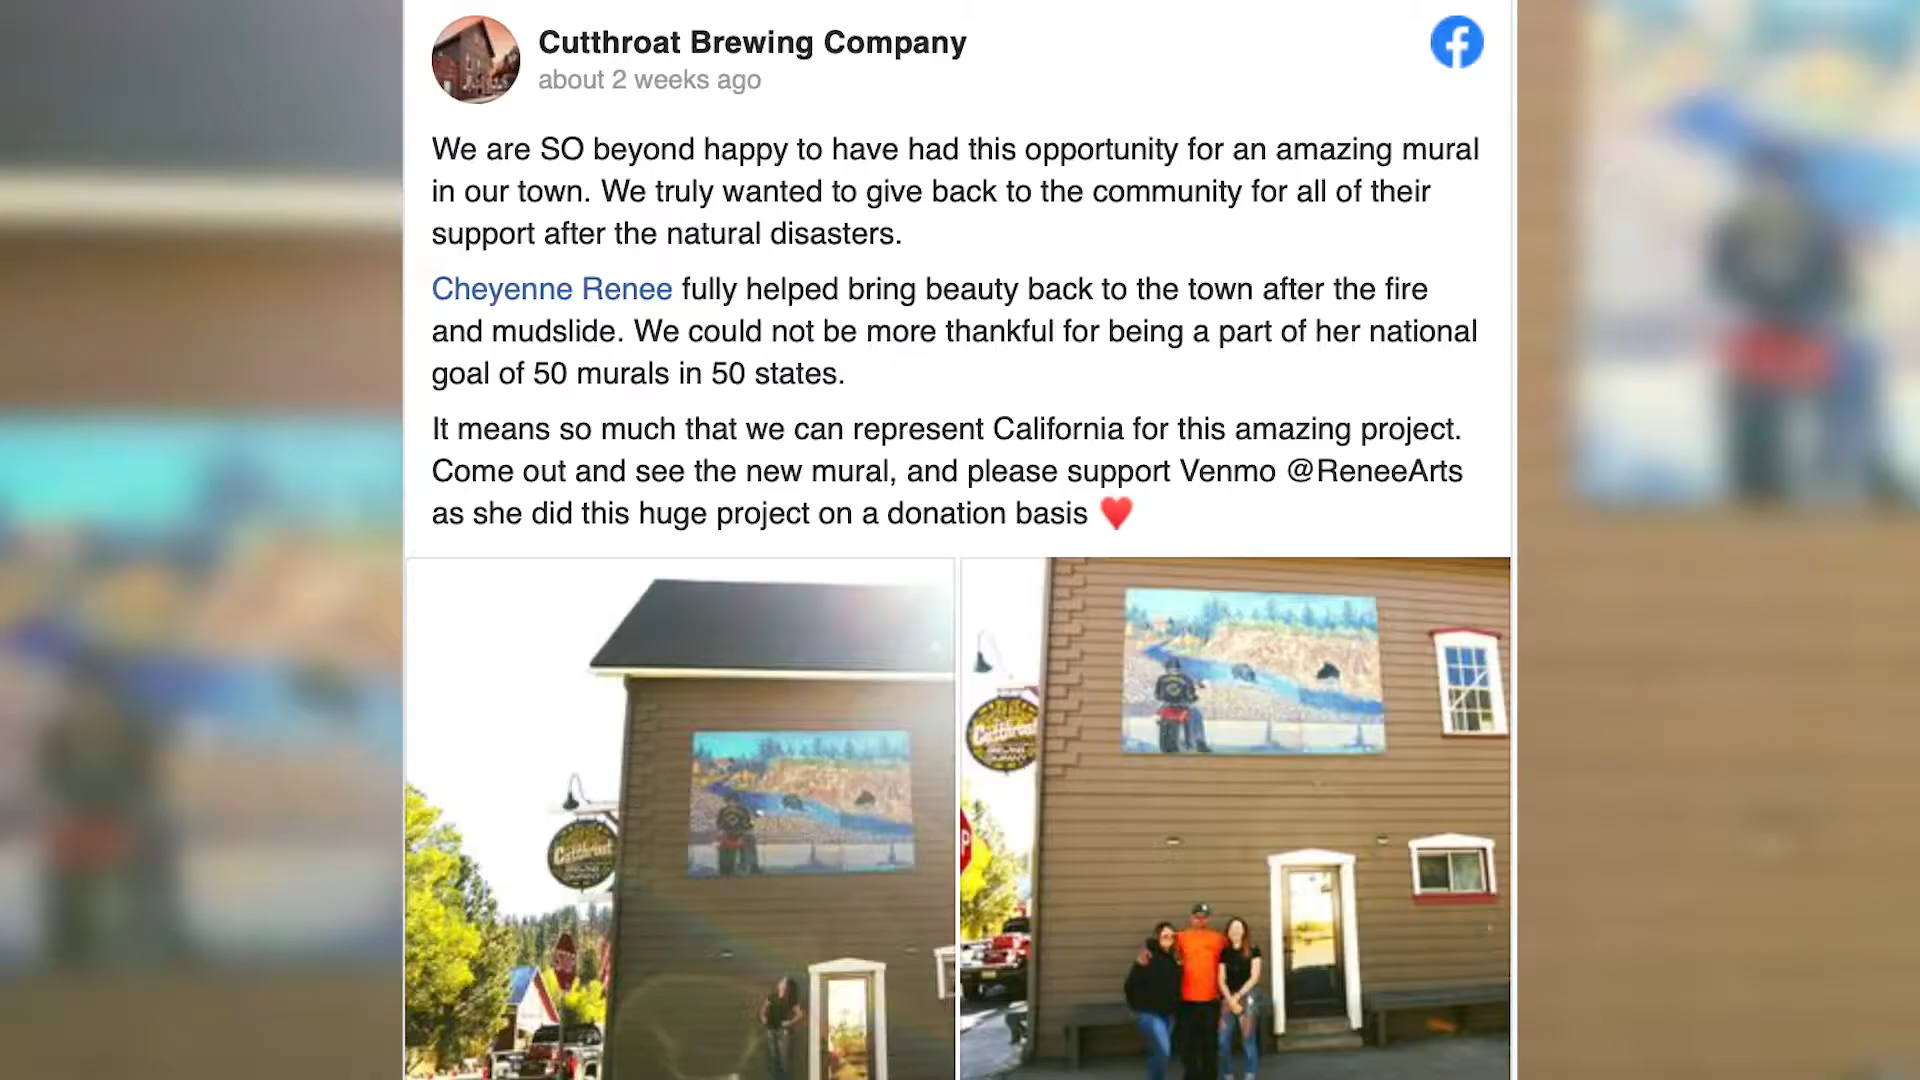 Cutthroat Brewing Company
about 2 weeks ago
We are SO beyond happy to have had this opportunity for an amazing mural
in our town. We truly wanted to give back to the community for all of their
support after the natural disasters.
Cheyenne Renee fully helped bring beauty back to the town after the fire
and mudslide. We could not be more thankful for being a part of her national
goal of 50 murals in 50 states.
It means so much that we can represent California for this amazing project.
Come out and see the new mural, and please support Venmo @ReneeArts
as she did this huge project on a donation basis
Cutthroat
Cutthroat
BREWING
COMPANY